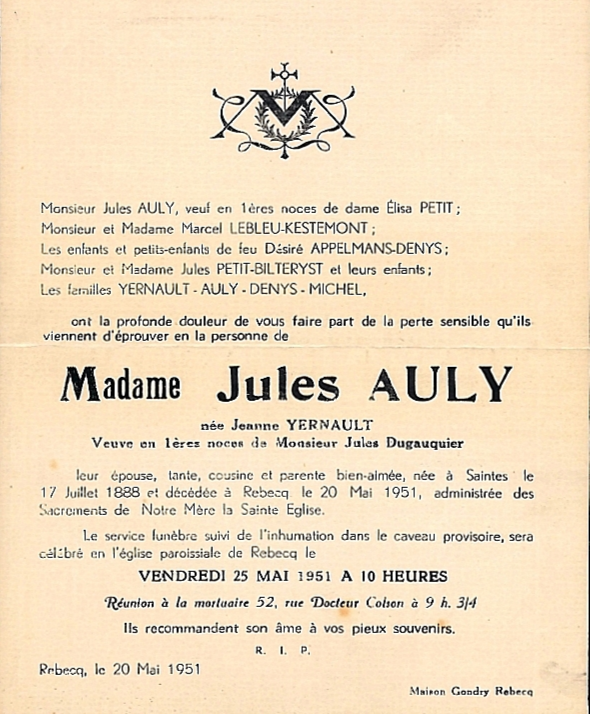 Monsieur Jules AULY, veuf en 1ères noces de dame Élisa PETIT ;
Monsieur et Madame Marcel LEBLEU-KESTEMONT ;
Les enfants et petits-enfants de feu Désiré APPELMANS-DENYS ;
Monsieur et Madame Jules PETIT-BILTERYST et leurs enfants ;
Les familles YERNAULT - AULY - DENYS - MICHEL,
ont la profonde douleur de vous faire part de la perte sensible qu'ils
viennent d'éprouver en la personne de
Madame Jules AULY
née Jeanne YERNAULT
Veuve en 1ères noces de Monsieur Jules Dugauquier
leur épouse, tante, cousine et parente bien-aimée, née à Saintes le
17 Juillet 1888 et décédée à Rebecq le 20 Mai 1951, administrée des
Sacrements de Notre Mère la Sainte Eglise.
Le service funèbre suivi de l'inhumation dans le caveau provisoire, sera
célébré en l'église paroissiale de Rebecq le
VENDREDI 25 MAI 1951 A 10 HEURES
Réunion à la mortuaire 52, rue Docteur Colson à 9 h. 3/4
Ils recommandent son âme à vos pieux souvenirs.
R. I. P.
Rebecq, le 20 Mai 1951
Maison Gondry Rebecq